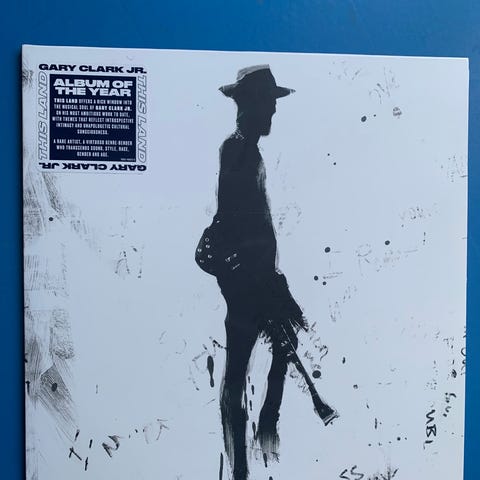 GARY CLARK JR.
THIS LAND
THIS LAND
GARY CLARK JR.
ALBUM OF
THE YEAR
THIS LAND OFFERS A RICH WINDOW INTO
THE MUSICAL SOUL OF GARY CLARK JR.
ON HIS MOST AMBITIOUS WORK TO DATE,
WITH THEMES THAT REFLECT INTROSPECTIVE
INTIMACY AND UNAPOLOGETIC CULTURAL
CONSCIOUSNESS.
A RARE ARTIST, A VIRTUOSO GENRE-BENDER
WHO TRANSCENDS SOUND, STYLE, RACE,
GENDER AND AGE.